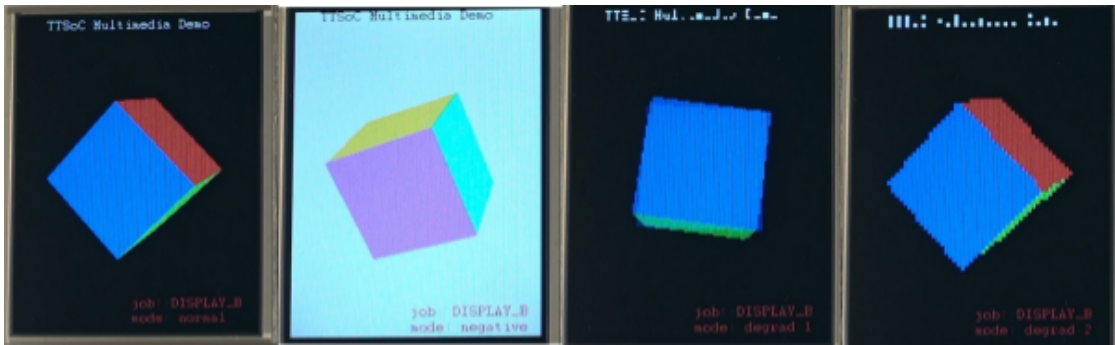 TTSoC Multimedia Demo
job: DISPLAY_B
mode: normal
TTSoC Multimedia Demo
job: DISPLAY_B
mode: negative
job: DISPLAY_B
mode: degrad 1
job: DISPLAY_B
mode: degrad 2